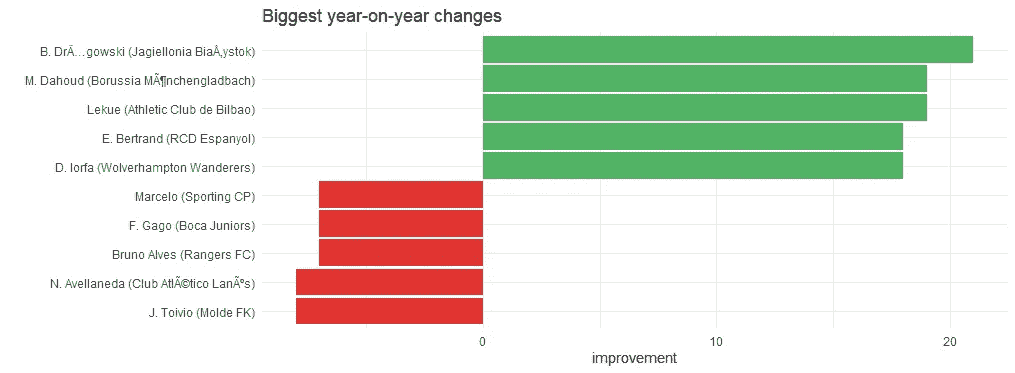 Biggest year-on-year changes
B. DrÄ…gowski (Jagiellonia BiaÅ‚ystok)
M. Dahoud (Borussia MÃ¶nchengladbach)
Lekue (Athletic Club de Bilbao)
E. Bertrand (RCD Espanyol)
D. Iorfa (Wolverhampton Wanderers)
Marcelo (Sporting CP)
F. Gago (Boca Juniors)
Bruno Alves (Rangers FC)
N. Avellaneda (Club AtlÃ©tico LanÃºs)
J. Toivio (Molde FK)
0 10 20
improvement